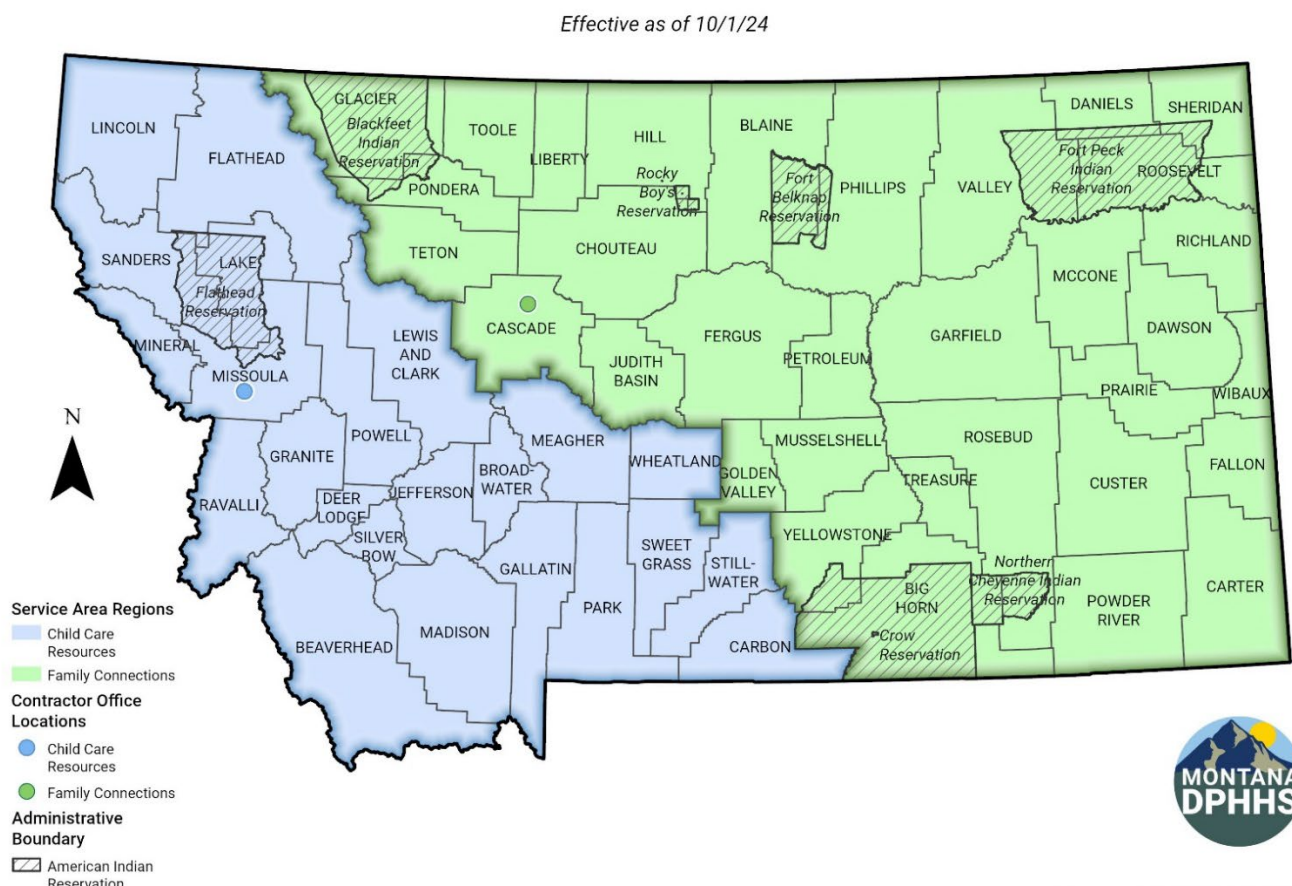 Effective as of 10/1/24
LINCOLN
FLATHEAD
GLACIER
Blackfeet
Indian
Reservation
TOOLE
LIBERTY
HILL
Rocky
Boy's
Reservation
BLAINE
Fort
Belknap
Reservation
PHILLIPS
VALLEY
DANIELS
SHERIDAN
Fort Peck
Indian
Reservation
ROOSEVELT
PONDERA
TETON
CHOUTEAU
RICHLAND
MCCONE
DAWSON
SANDERS
LAKE
Flathead
Reservation
MINERAL
MISSOULA
LEWIS
AND
CLARK
CASCADE
JUDITH
BASIN
FERGUS
PETROLEUM
GARFIELD
PRAIRIE
WIBAUX
N
POWELL
GRANITE
RAVALLI
DEER
LODGE
SILVER
BOW
JEFFERSON
BROAD-
WATER
MEAGHER
WHEATLAND
GOLDEN
VALLEY
MUSSELSHELL
TREASURE
ROSEBUD
CUSTER
FALLON
YELLOWSTONE
SWEET
GRASS
STILL-
WATER
GALLATIN
PARK
MADISON
BEAVERHEAD
CARBON
BIG
HORN
Crow
Reservation
Northern
Cheyenne Indian
Reservation
POWDER
RIVER
CARTER
Service Area Regions
Child Care
Resources
Family Connections
Contractor Office
Locations
Child Care
Resources
Family Connections
Administrative
Boundary
American Indian
Reservation
MONTANA
DPHHS